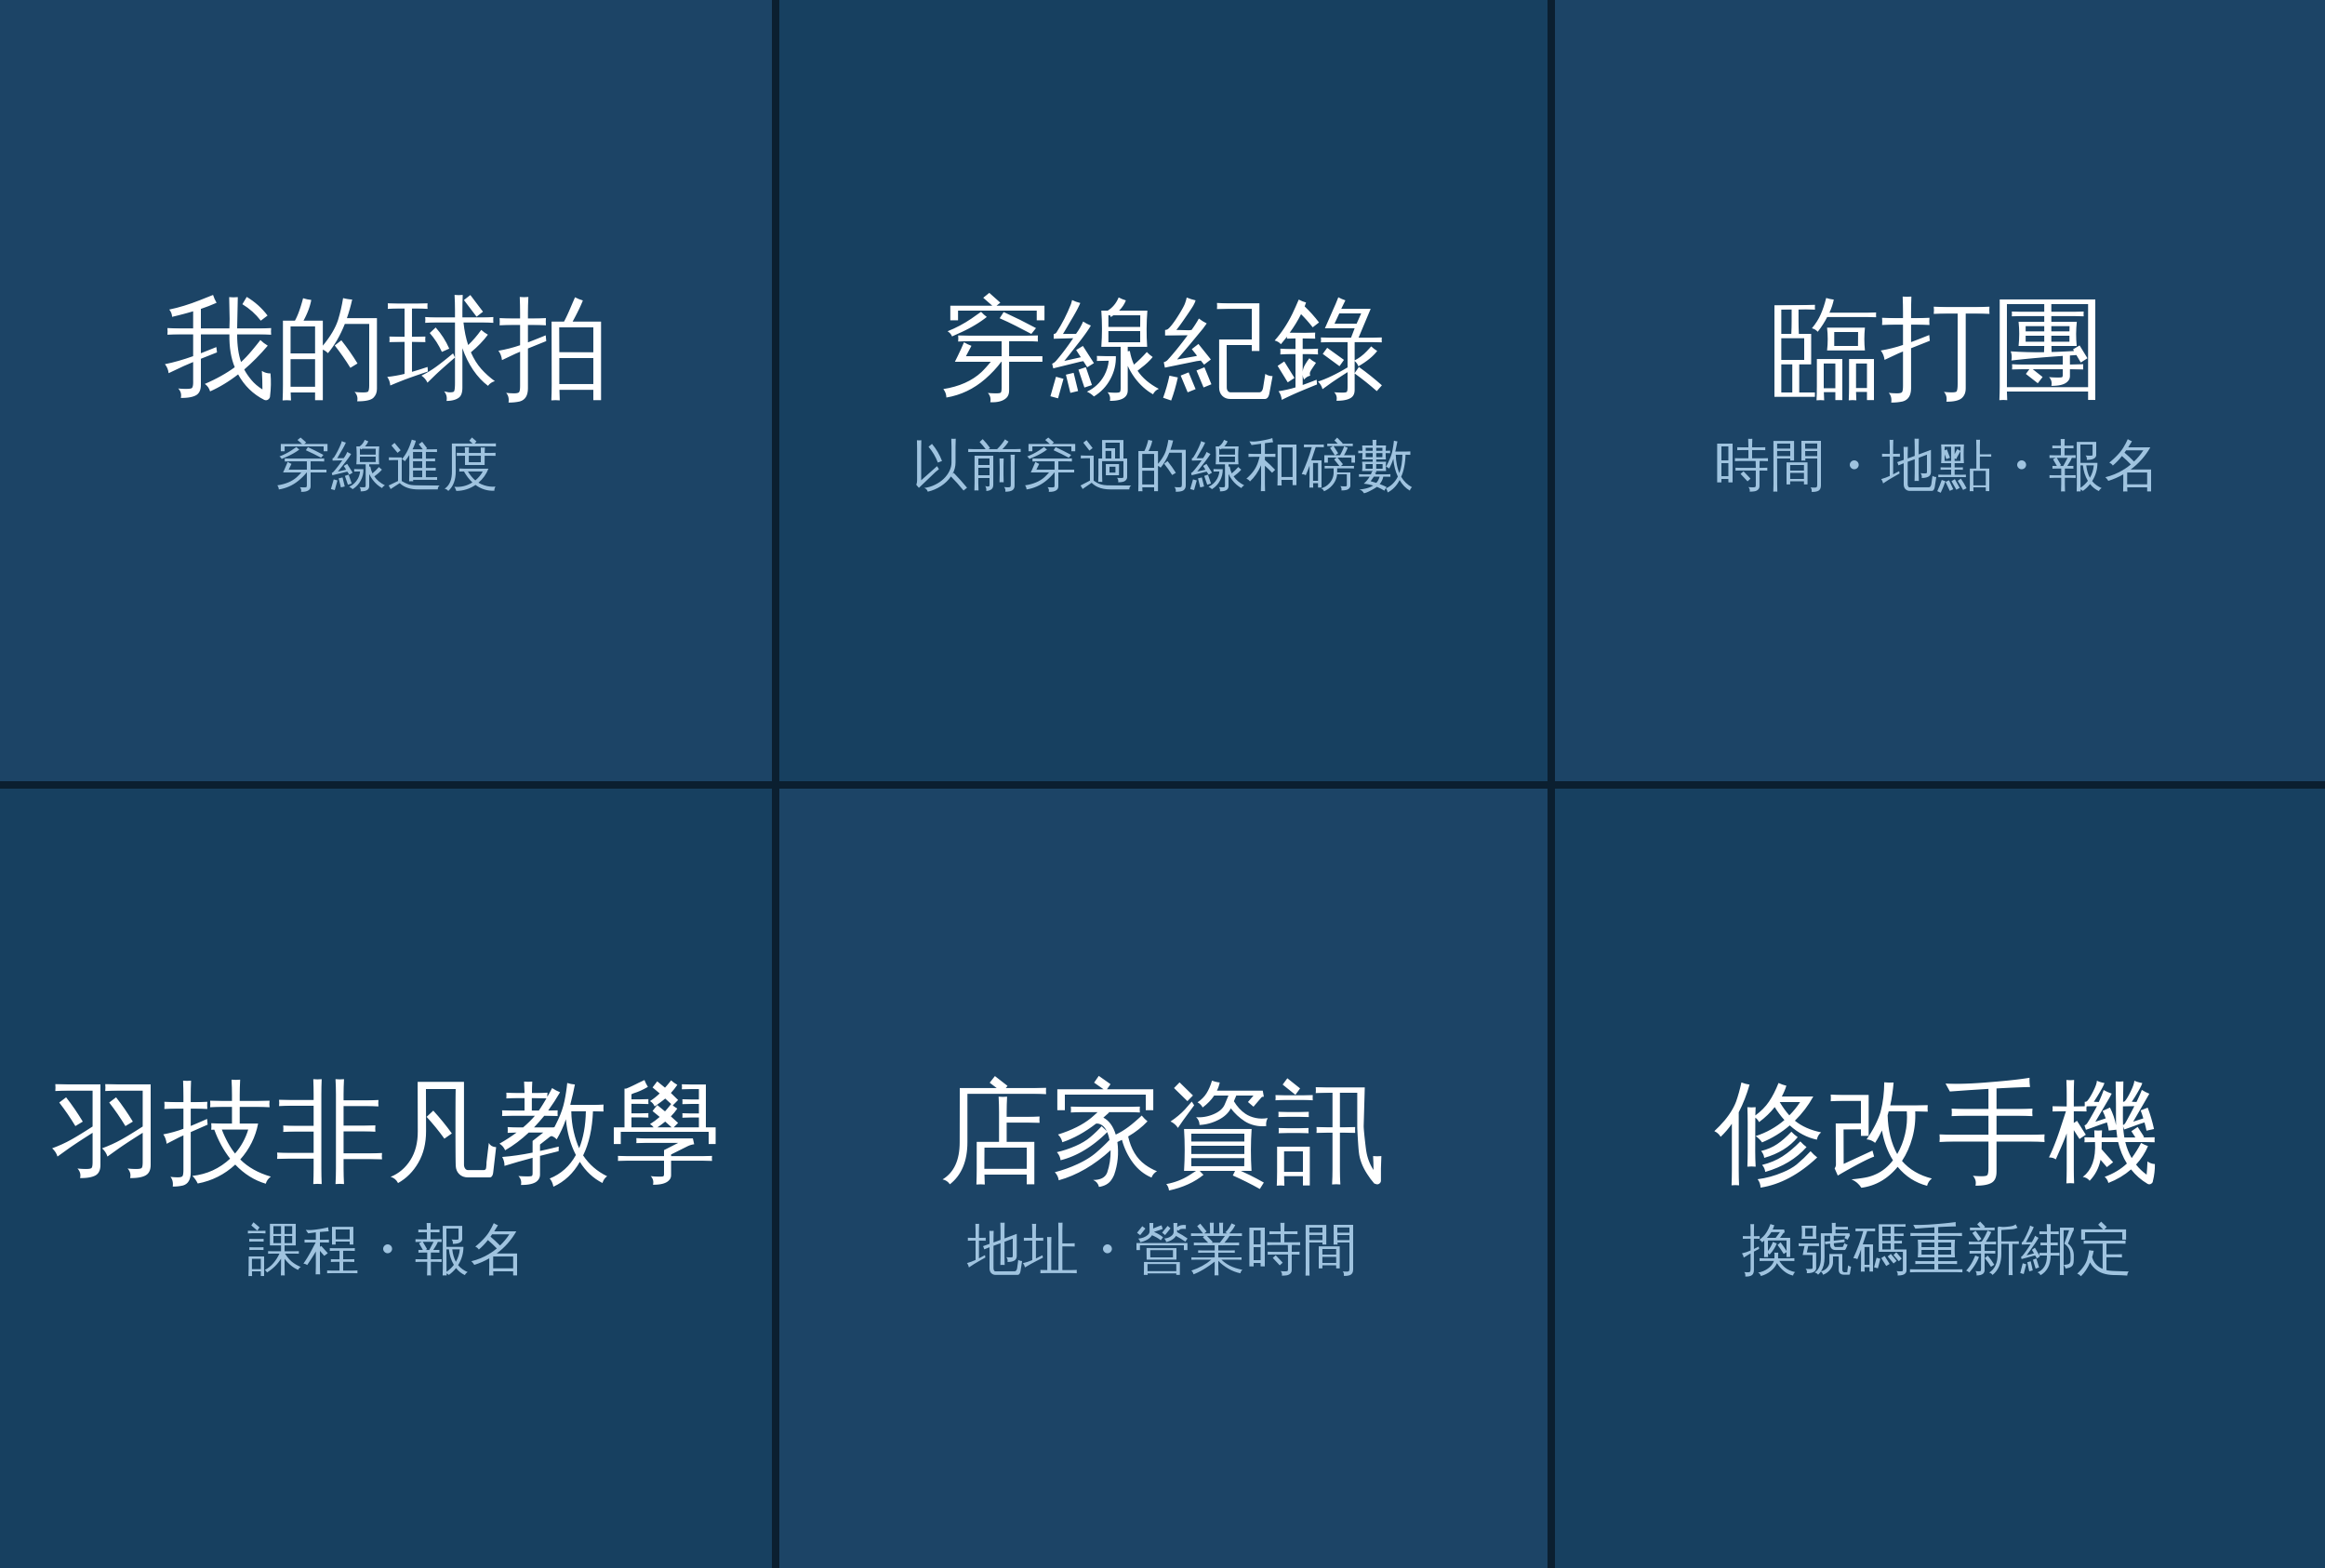 我的球拍
穿線進度
穿線紀錄
以前穿過的線和磅數
臨打團
時間・地點・報名
羽技非凡教學
課程・報名
店家資訊
地址・營業時間
修改手機
換號碼重新綁定